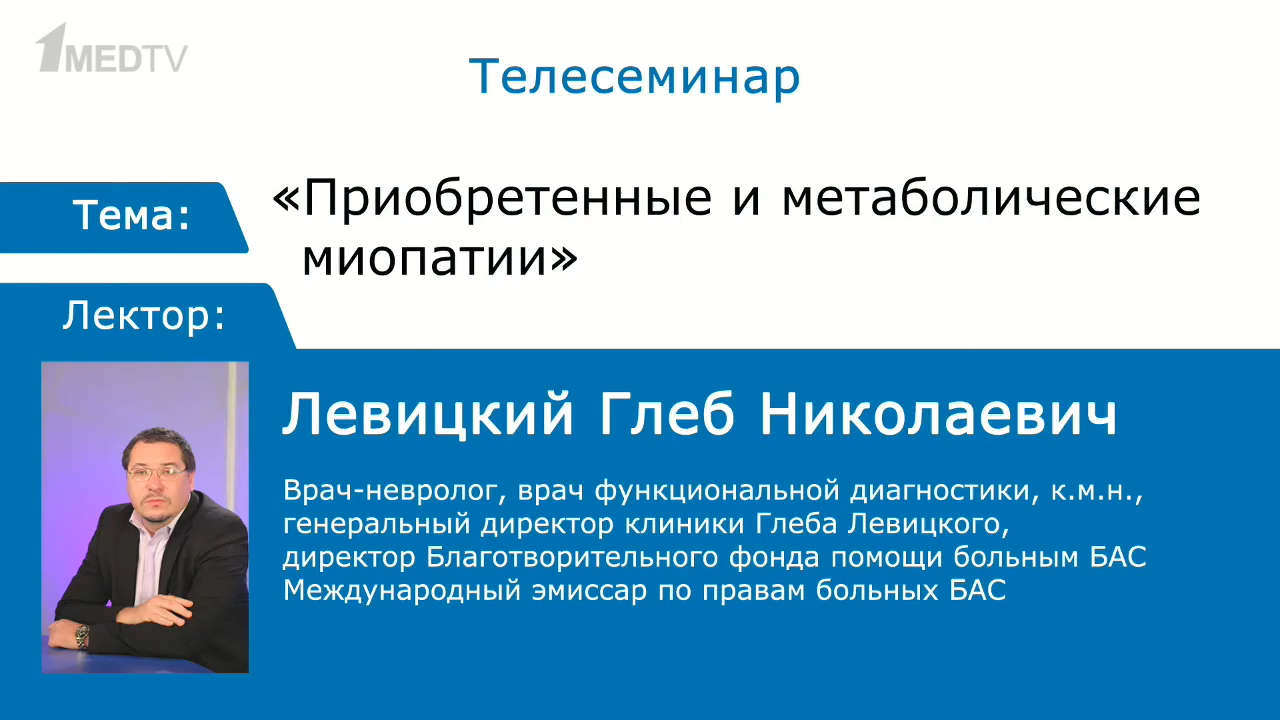 1MEDTV
Телесеминар
Тема:
«Приобретенные и метаболические
миопатии»
Лектор:
Левицкий Глеб Николаевич
Врач-невролог, врач функциональной диагностики, к.м.н.,
генеральный директор клиники Глеба Левицкого,
директор Благотворительного фонда помощи больным БАС
Международный эмиссар по правам больных БАС